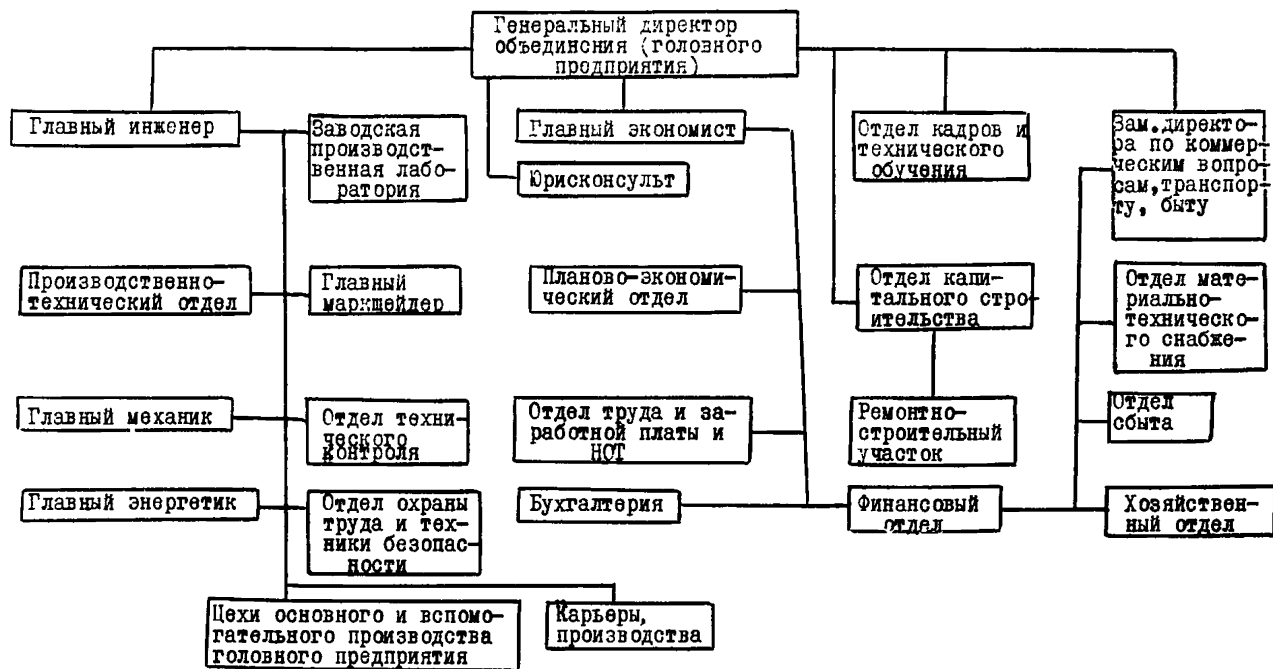 Генеральный директор
объединения (головного
предприятия)
Главный инженер
Заводская
производст-
венная лабо-
ратория
Главный экономист
Юрисконсульт
Отдел кадров и
технического
обучения
Зам.директо-
ра по коммер-
ческим вопро-
сам,транспор-
ту, быту
Производственно-
технический отдел
Главный
маркшейдер
Планово-экономи-
ческий отдел
Отдел капи-
тального стро-
ительства
Отдел мате-
риально-
техническо-
го снабже-
ния
Главный механик
Отдел техни-
ческого
контроля
Отдел труда и за-
работной платы и
НОТ
Ремонтно-
строительный
участок
Отдел
сбыта
Главный энергетик
Отдел охраны
труда и тех-
ники безопас-
ности
Бухгалтерия
Финансовый
отдел
Хозяйствен-
ный отдел
Цехи основного и вспомо-
гательного производства
головного предприятия
Карьеры,
производства